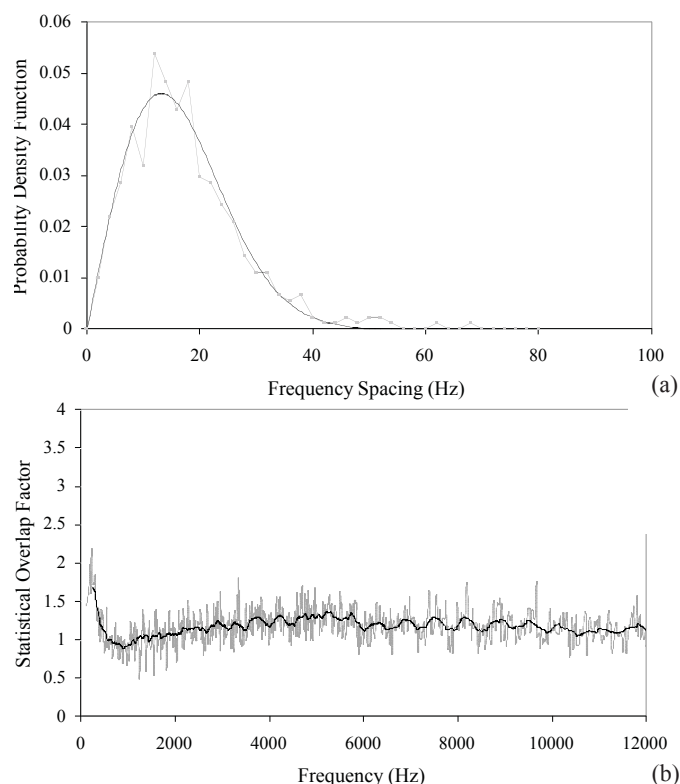 0.06
0.05
0.04
0.03
0.02
0.01
0
Probability Density Function
0 20 40 60 80 100
Frequency Spacing (Hz)
(a)
4
3.5
3
2.5
2
1.5
1
0.5
0
Statistical Overlap Factor
0 2000 4000 6000 8000 10000 12000
Frequency (Hz)
(b)